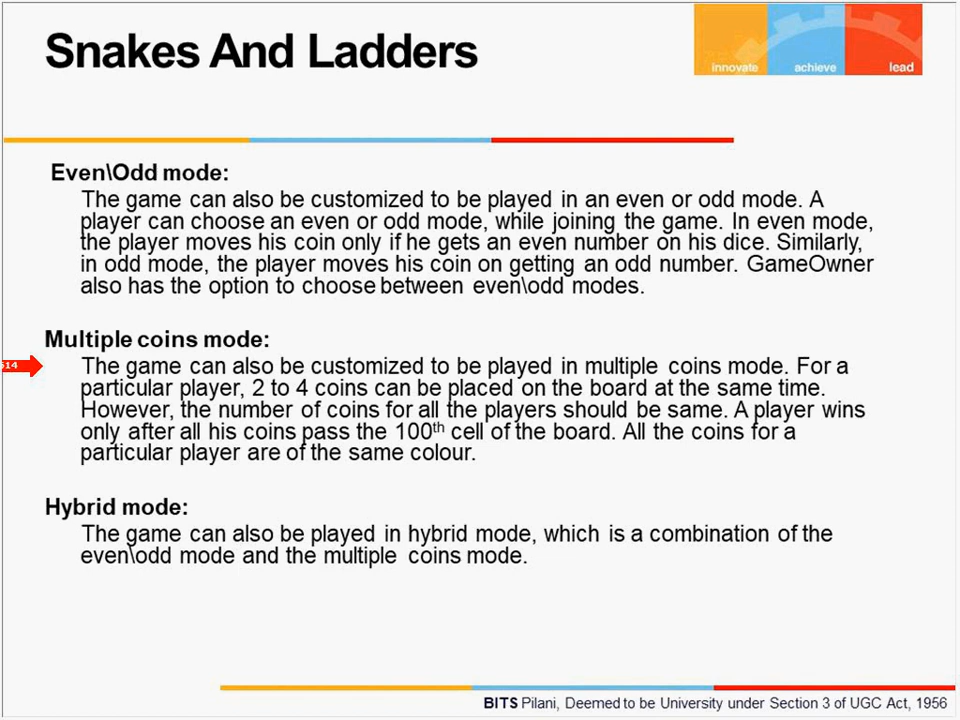 Snakes And Ladders
innovate achieve lead
Even\Odd mode:
The game can also be customized to be played in an even or odd mode. A
player can choose an even or odd mode, while joining the game. In even mode,
the player moves his coin only if he gets an even number on his dice. Similarly,
in odd mode, the player moves his coin on getting an odd number. GameOwner
also has the option to choose between even\odd modes.
Multiple coins mode:
614
The game can also be customized to be played in multiple coins mode. For a
particular player, 2 to 4 coins can be placed on the board at the same time.
However, the number of coins for all the players should be same. A player wins
only after all his coins pass the 100th cell of the board. All the coins for a
particular player are of the same colour.
Hybrid mode:
The game can also be played in hybrid mode, which is a combination of the
even\odd mode and the multiple coins mode.
BITS Pilani, Deemed to be University under Section 3 of UGC Act, 1956